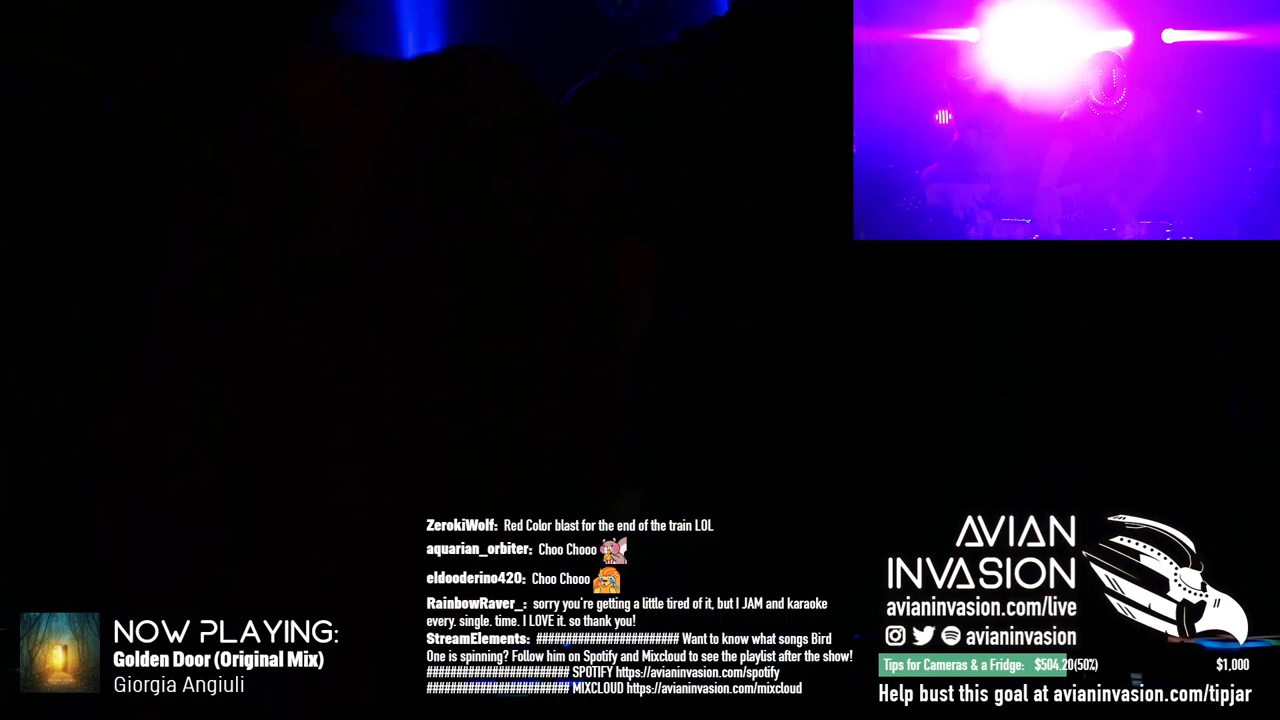 ZerokiWolf: Red Color blast for the end of the train LOL
aquarian_orbiter: Choo Chooo
eldooderino420: Choo Chooo
RainbowRaver_: sorry you're getting a little tired of it, but I JAM and karaoke
every. single. time. I LOVE it. so thank you!
StreamElements: ####################### Want to know what songs Bird
One is spinning? Follow him on Spotify and Mixcloud to see the playlist after the show!
####################### SPOTIFY https://avianinvasion.com/spotify
####################### MIXCLOUD https://avianinvasion.com/mixcloud
NOW PLAYING:
Golden Door (Original Mix)
Giorgia Angiuli
AVIAN
INVASION
avianinvasion.com/live
avianinvasion
Tips for Cameras & a Fridge: $504.20(50%) $1,000
Help bust this goal at avianinvasion.com/tipjar